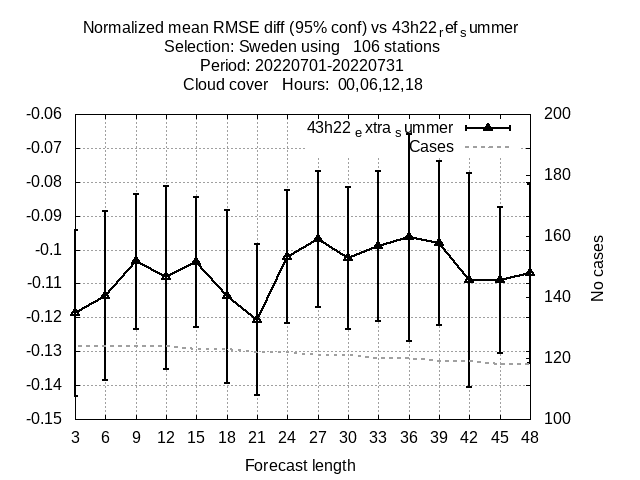 Normalized mean RMSE diff (95% conf) vs 43h22refsummer
Selection: Sweden using 106 stations
Period: 20220701-20220731
Cloud cover Hours: 00,06,12,18
-0.06 200
43h22extrasummer
Cases
-0.07
-0.08 180
-0.09
-0.1 160
-0.11
-0.12 140
-0.13
-0.14 120
-0.15 100
No cases
3 6 9 12 15 18 21 24 27 30 33 36 39 42 45 48
Forecast length